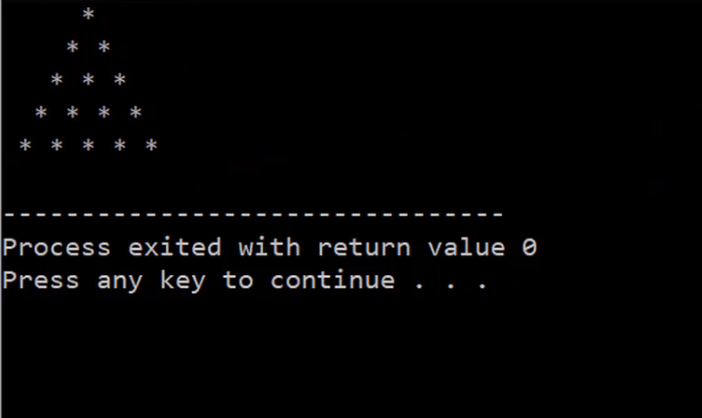 *
    * *
   * * *
  * * * *
 * * * * *
--------------------------------
Process exited with return value 0
Press any key to continue . . .